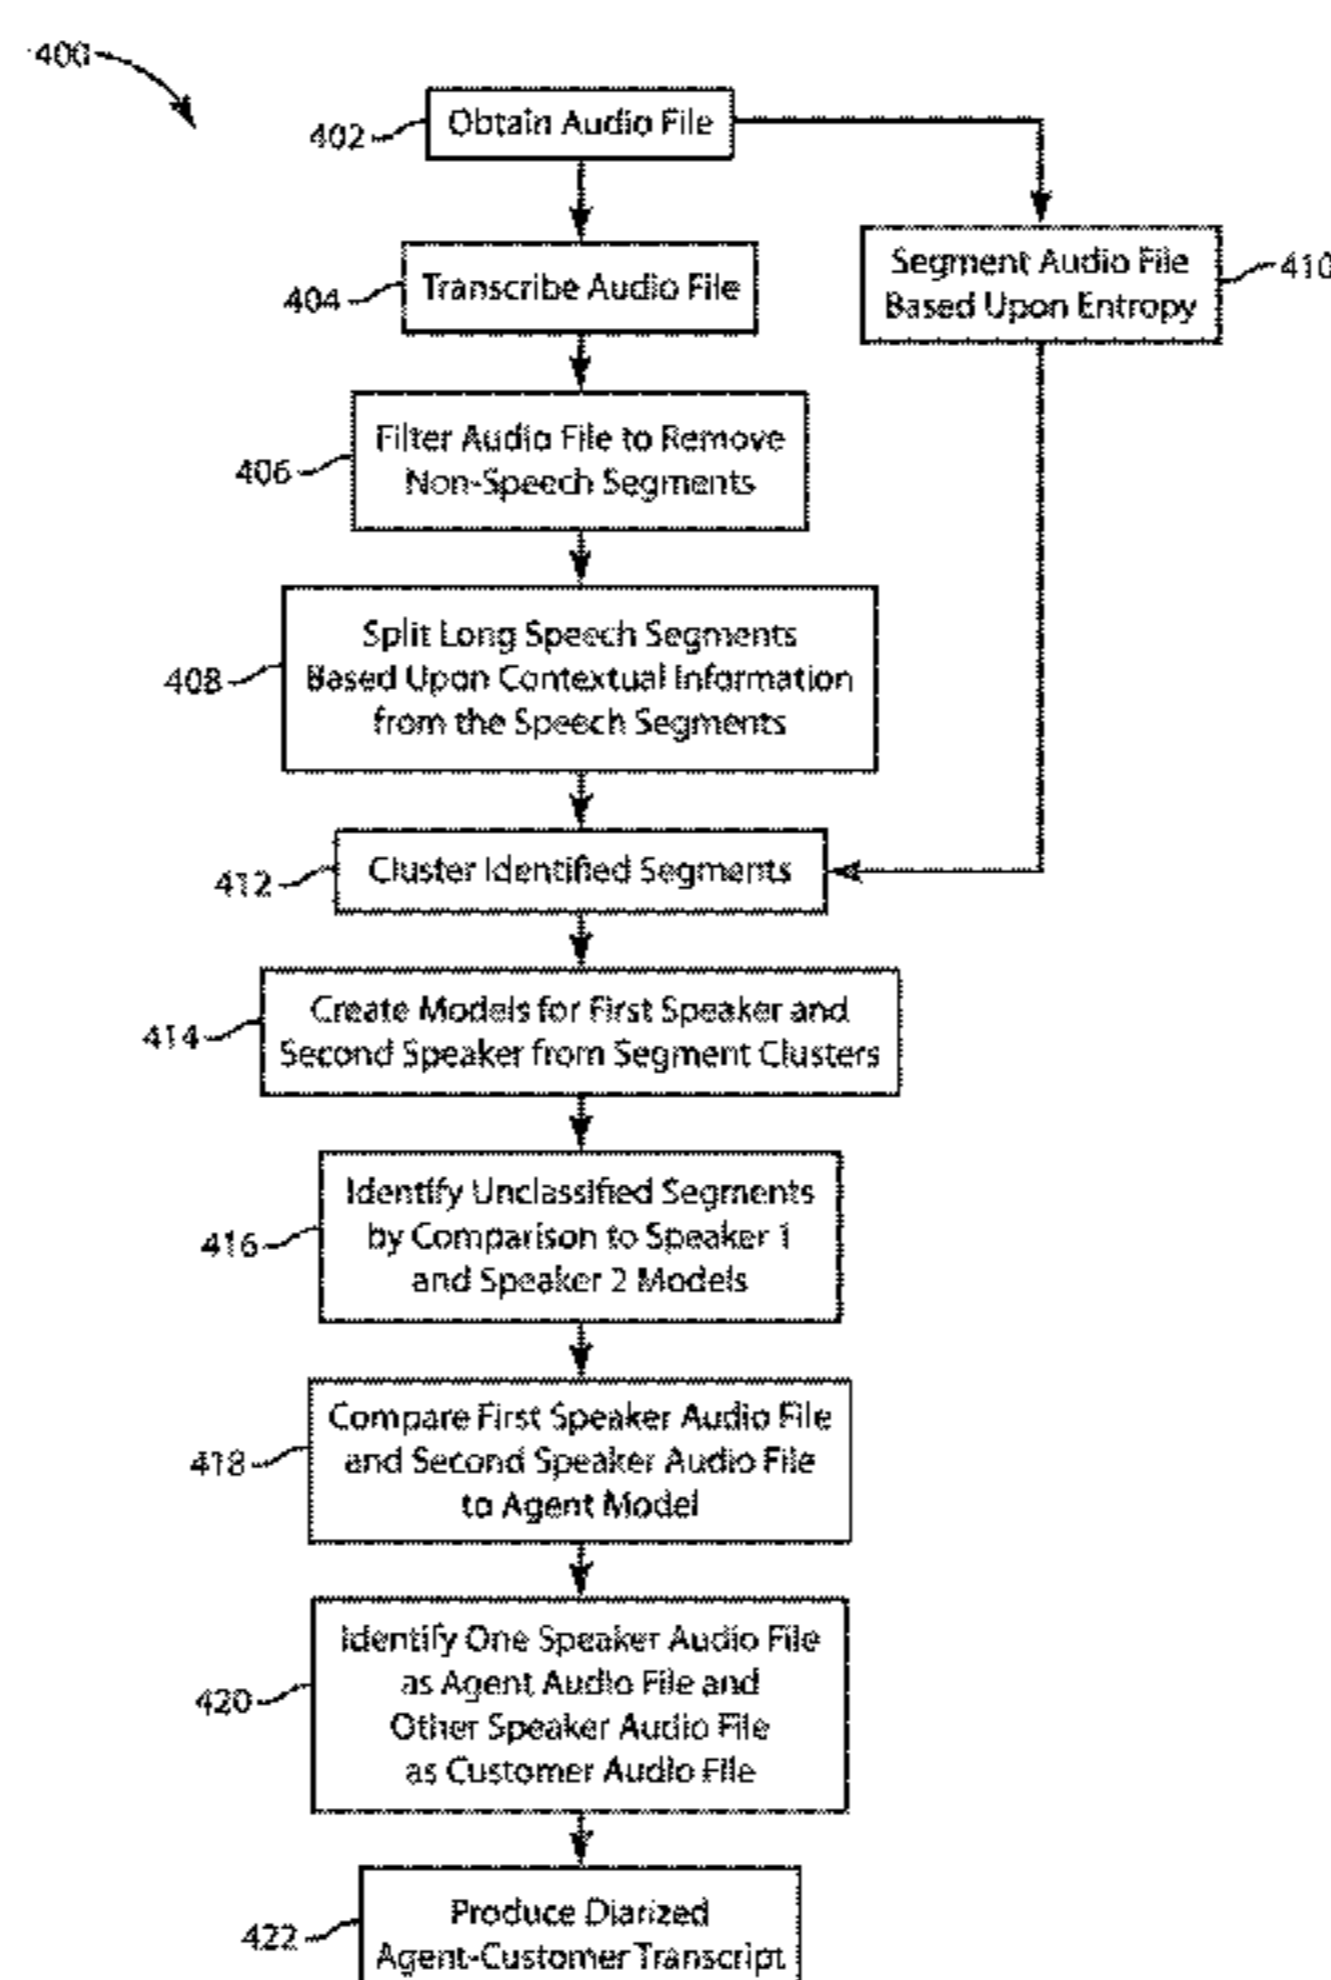 400
402
Obtain Audio File
404
Transcribe Audio File
Segment Audio File
Based Upon Entropy
410
406
Filter Audio File to Remove
Non-Speech Segments
408
Split Long Speech Segments
Based Upon Contextual Information
from the Speech Segments
412
Cluster Identified Segments
414
Create Models for First Speaker and
Second Speaker from Segment Clusters
416
Identify Unclassified Segments
by Comparison to Speaker 1
and Speaker 2 Models
418
Compare First Speaker Audio File
and Second Speaker Audio File
to Agent Model
420
Identify One Speaker Audio File
as Agent Audio File and
Other Speaker Audio File
as Customer Audio File
422
Produce Diarized
Agent-Customer Transcript